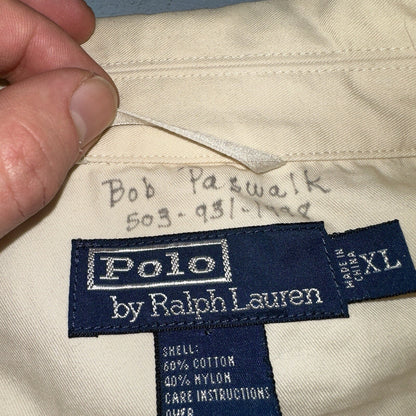 Bob Paswalk
503-931-1998
Polo
by Ralph Lauren
MADE IN
CHINA
XL
SHELL:
60% COTTON
40% NYLON
CARE INSTRUCTIONS
OVER